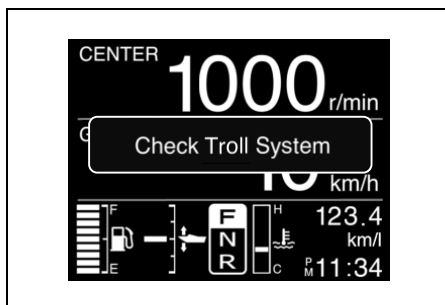 CENTER
1000 r/min
G
Check Troll System
km/h
F
E
F
N
R
H
C
123.4
km/l
PM 11:34